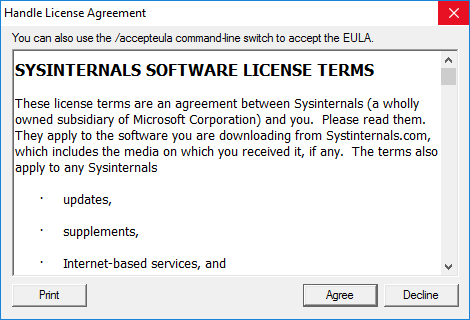 Handle License Agreement
You can also use the /accepteula command-line switch to accept the EULA.
SYSINTERNALS SOFTWARE LICENSE TERMS
These license terms are an agreement between Sysinternals (a wholly
owned subsidiary of Microsoft Corporation) and you.  Please read them.
They apply to the software you are downloading from Systinternals.com,
which includes the media on which you received it, if any.  The terms also
apply to any Sysinternals
· updates,
· supplements,
· Internet-based services, and
Print Agree Decline